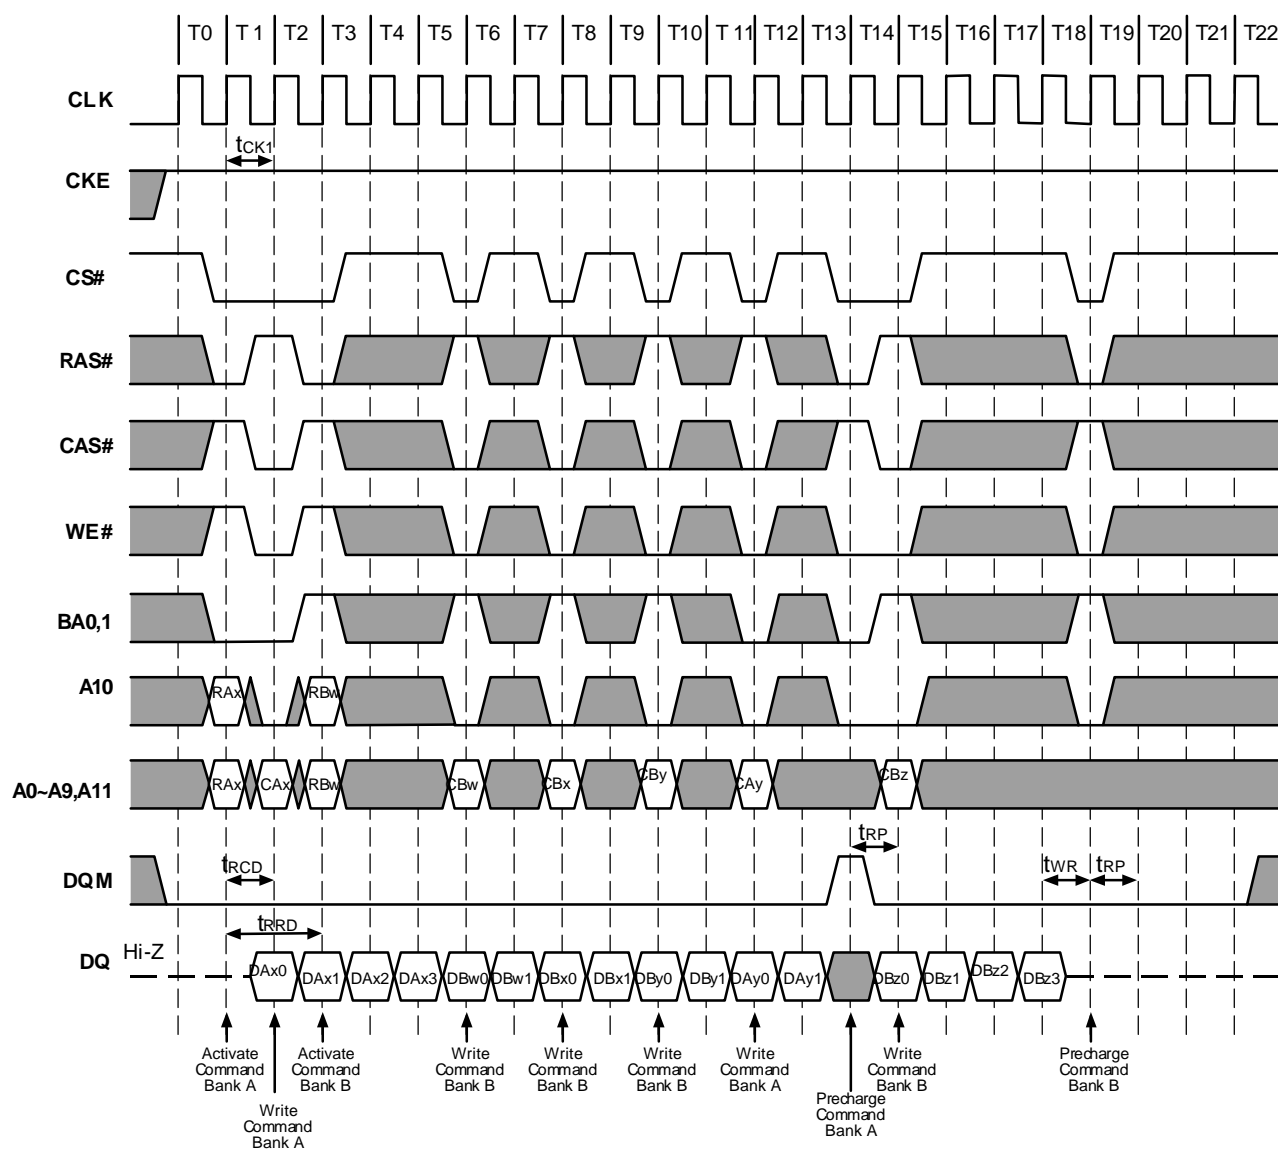 T0 T 1 T2 T3 T4 T5 T6 T7 T8 T9 T10 T 11 T12 T13 T14 T15 T16 T17 T18 T19 T20 T21 T22
CLK
tCK1
CKE
CS#
RAS#
CAS#
WE#
BA0,1
A10
RAx RBw
A0~A9,A11
RAx CAx RBw CBw CBx CBy CAy CBz
tRP
DQM
tRCD tWR tRP
tRRD
DQ Hi-Z
DAx0 DAx1 DAx2 DAx3 DBw0 DBw1 DBx0 DBx1 DBy0 DBy1 DAy0 DAy1 DBz0 DBz1 DBz2 DBz3
Activate
Command
Bank A
Write
Command
Bank A
Activate
Command
Bank B
Write
Command
Bank B
Write
Command
Bank B
Write
Command
Bank B
Write
Command
Bank A
Precharge
Command
Bank A
Write
Command
Bank B
Precharge
Command
Bank B